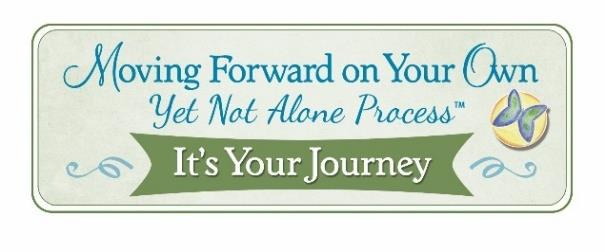 Moving Forward on Your Own
Yet Not Alone Process™
It's Your Journey